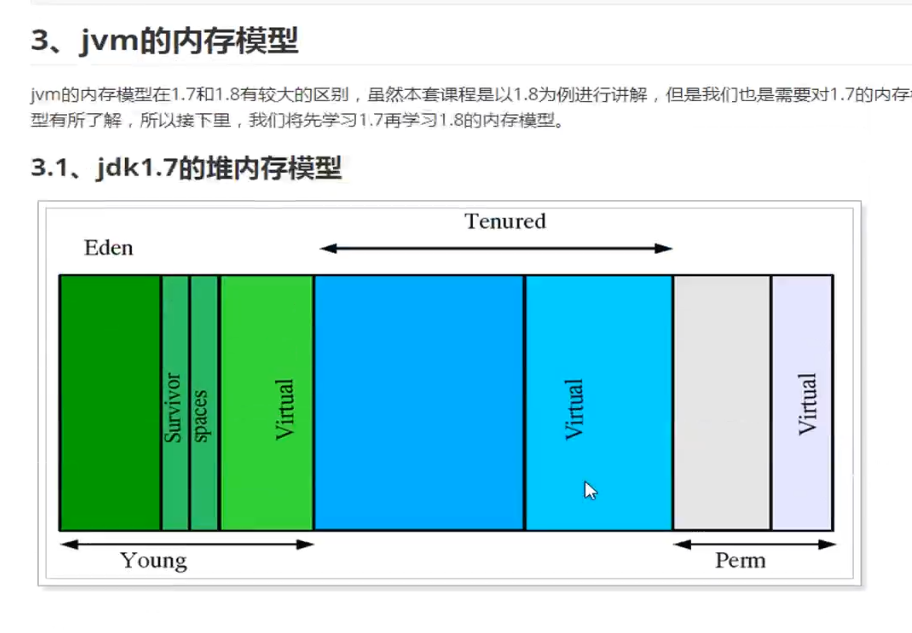 3、jvm的内存模型
jvm的内存模型在1.7和1.8有较大的区别，虽然本套课程是以1.8为例进行讲解，但是我们也是需要对1.7的内存
型有所了解，所以接下里，我们将先学习1.7再学习1.8的内存模型。
3.1、jdk1.7的堆内存模型
Tenured
Eden
Survivor
spaces
Virtual
Virtual
Virtual
Young
Perm